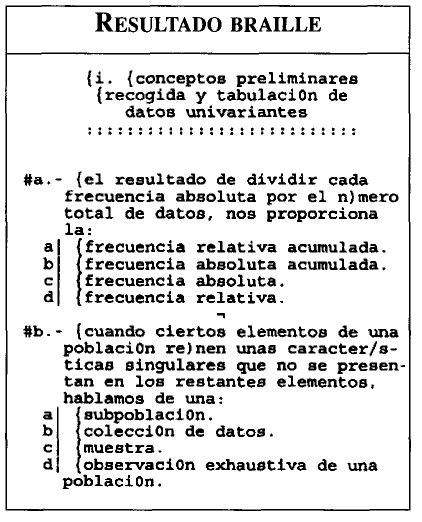 RESULTADO BRAILLE
{i. {conceptos preliminares
{recogida y tabulaci0n de
datos univariantes
:::::::::::::::::::::::::::
#a.- {el resultado de dividir cada
frecuencia absoluta por el n)mero
total de datos, nos proporciona
la:
a| {frecuencia relativa acumulada.
b| {frecuencia absoluta acumulada.
c| {frecuencia absoluta.
d| {frecuencia relativa.
¬
#b.- {cuando ciertos elementos de una
poblaci0n re)nen unas caracter/s-
ticas singulares que no se presen-
tan en los restantes elementos,
hablamos de una:
a| {subpoblaci0n.
b| {colecci0n de datos.
c| {muestra.
d| {observaci0n exhaustiva de una
poblaci0n.